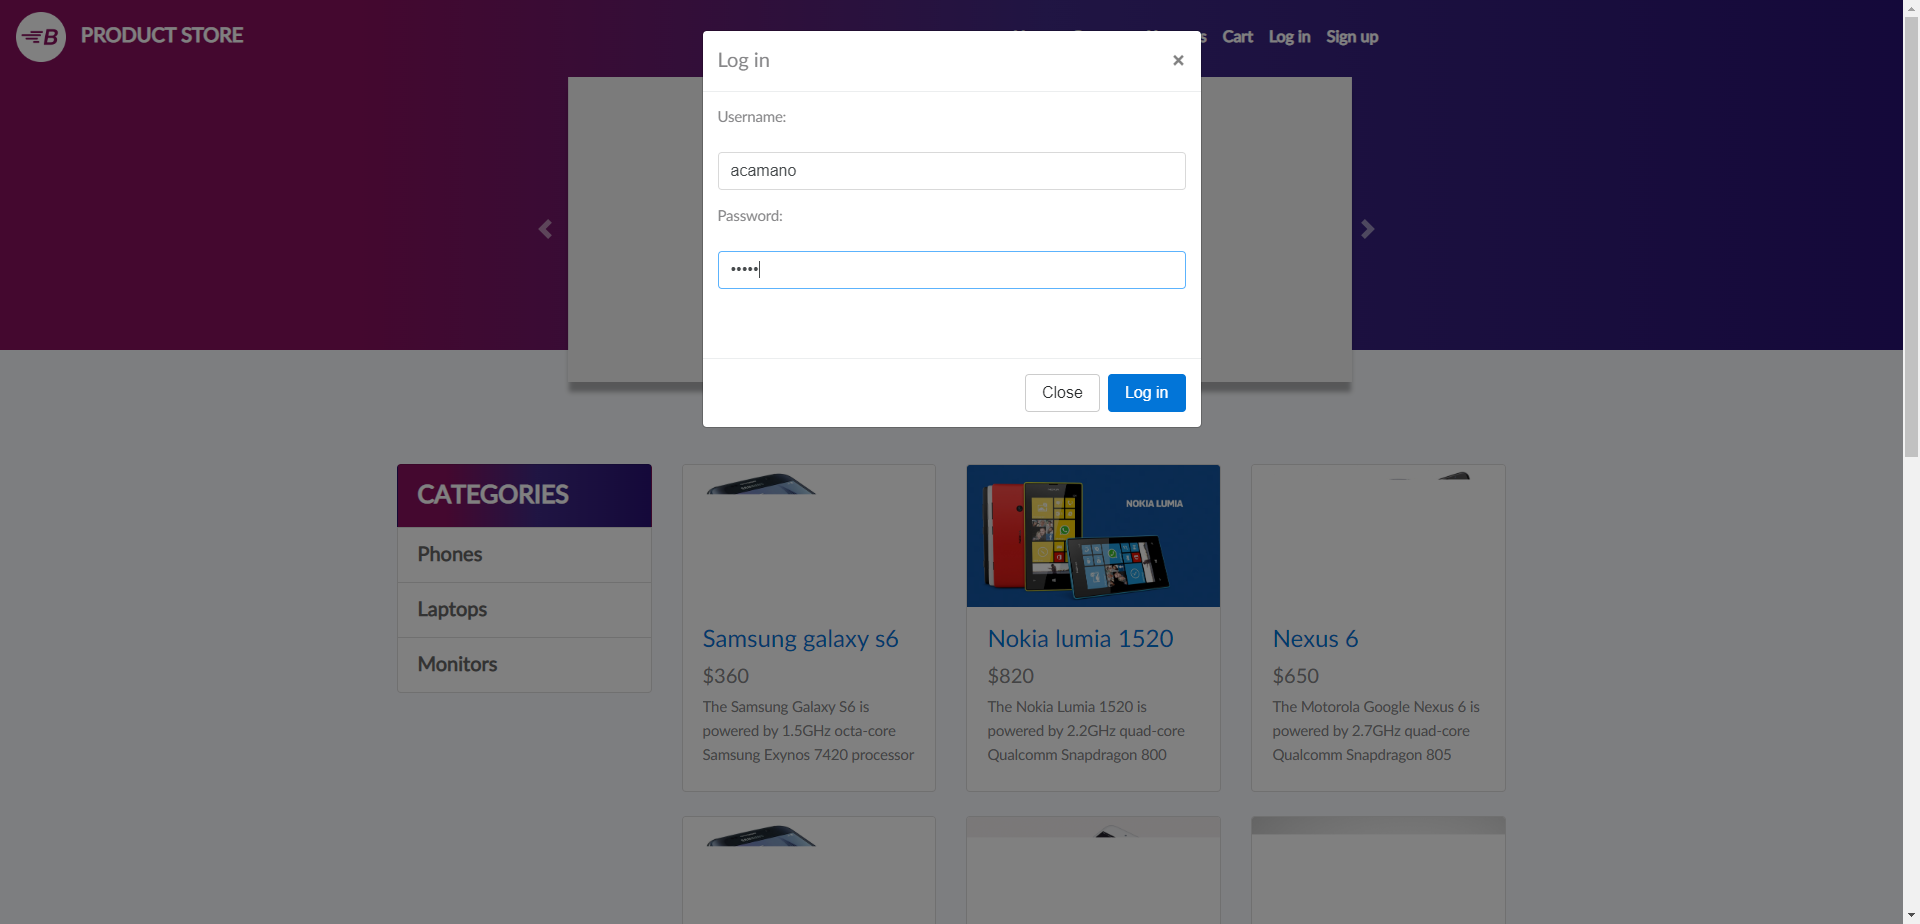 B PRODUCT STORE
Cart Log in Sign up
Log in
×
Username:
acamano
Password:
•••••
Close Log in
CATEGORIES
Phones
Laptops
Monitors
NOKIA LUMIA
Samsung galaxy s6
$360
The Samsung Galaxy S6 is
powered by 1.5GHz octa-core
Samsung Exynos 7420 processor
Nokia lumia 1520
$820
The Nokia Lumia 1520 is
powered by 2.2GHz quad-core
Qualcomm Snapdragon 800
Nexus 6
$650
The Motorola Google Nexus 6 is
powered by 2.7GHz quad-core
Qualcomm Snapdragon 805